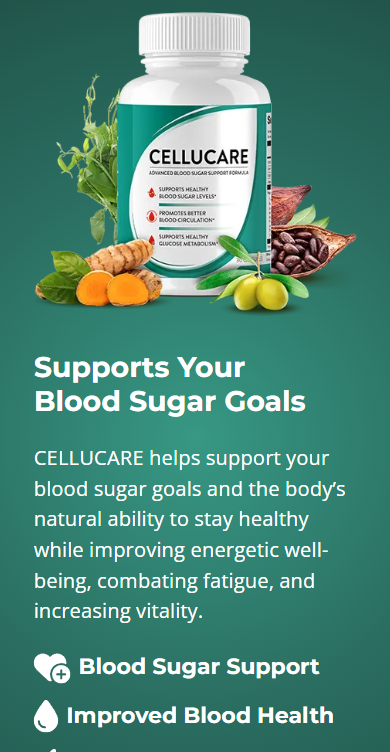 CELLUCARE
ADVANCED BLOOD SUGAR SUPPORT FORMULA
SUPPORTS HEALTHY
BLOOD SUGAR LEVELS*
PROMOTES BETTER
BLOOD CIRCULATION*
SUPPORTS HEALTHY
GLUCOSE METABOLISM*
Supports Your
Blood Sugar Goals
CELLUCARE helps support your
blood sugar goals and the body’s
natural ability to stay healthy
while improving energetic well-
being, combating fatigue, and
increasing vitality.
Blood Sugar Support
Improved Blood Health